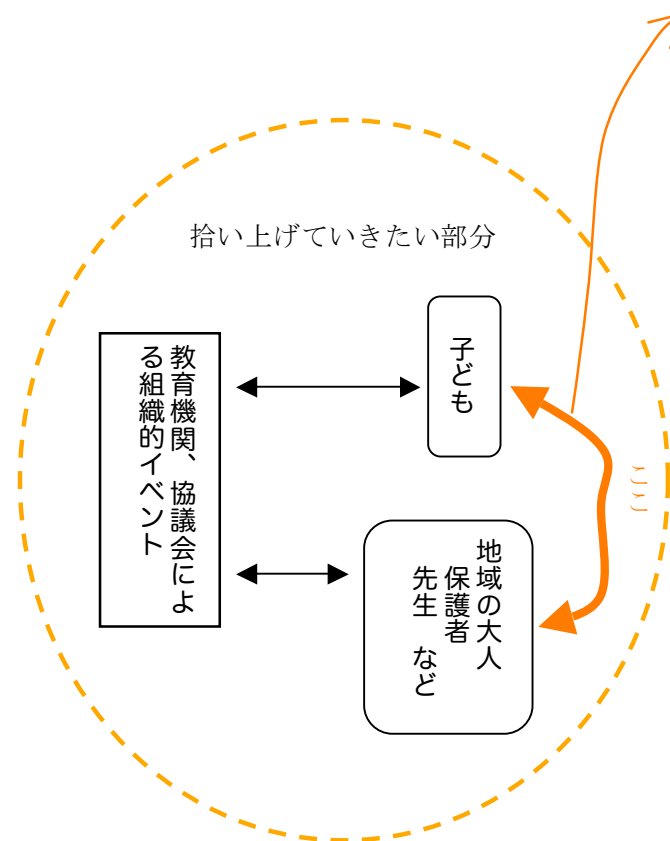 拾い上げていきたい部分
子ども
教育機関、協議会によ
る組織的イベント
ここ
地域の大人
保護者
先生　など